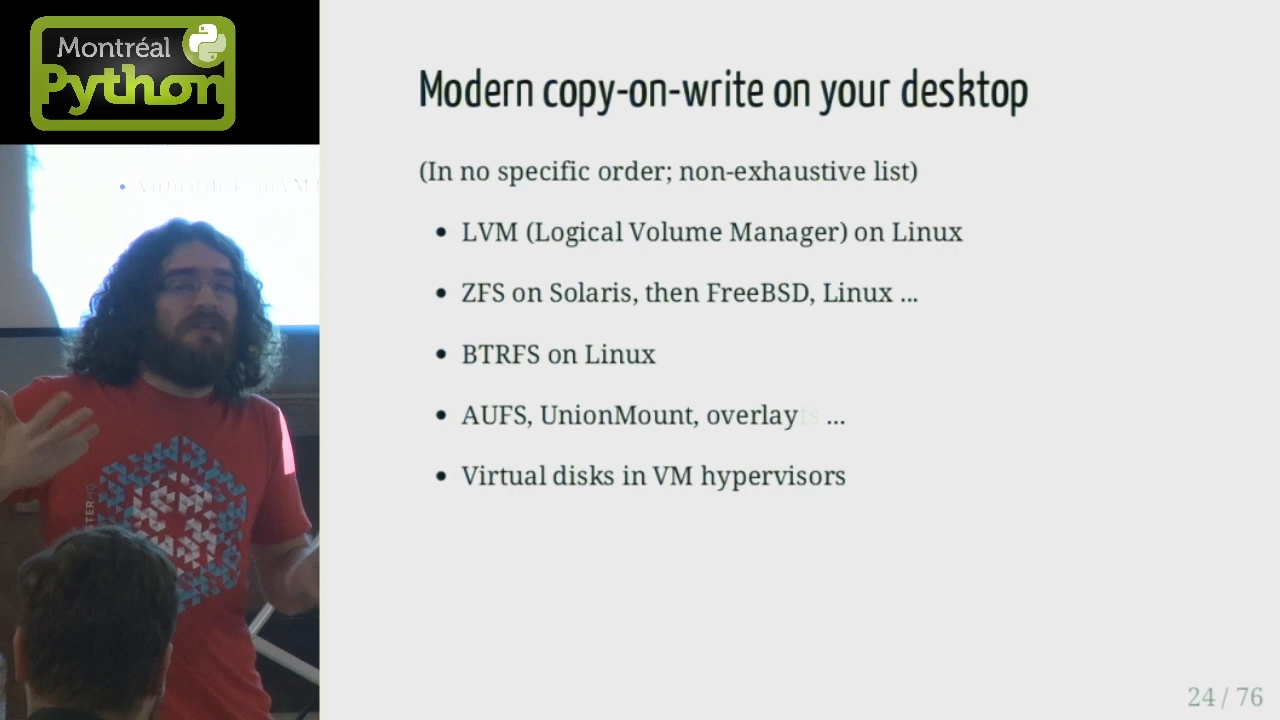 Montréal
Python
Modern copy-on-write on your desktop
(In no specific order; non-exhaustive list)
• LVM (Logical Volume Manager) on Linux
• ZFS on Solaris, then FreeBSD, Linux ...
• BTRFS on Linux
• AUFS, UnionMount, overlayfs ...
• Virtual disks in VM hypervisors
24 / 76